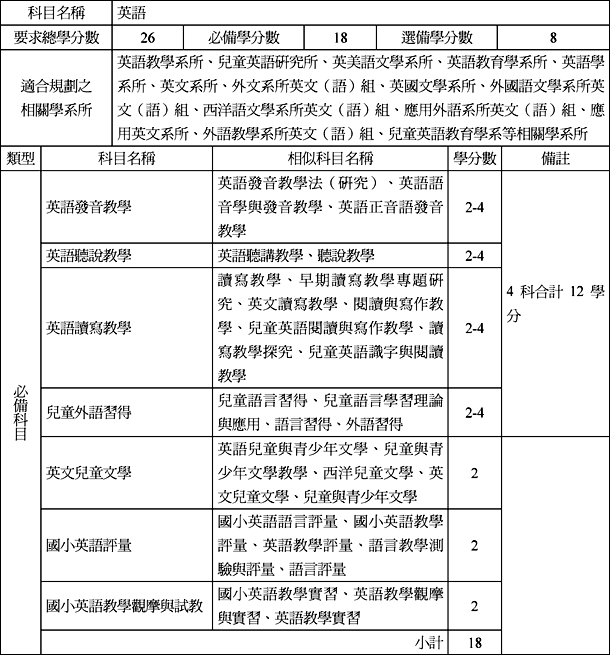 科目名稱 英語
要求總學分數 26 必備學分數 18 選備學分數 8
適合規劃之
相關學系所
英語教學系所、兒童英語研究所、英美語文學系所、英語教育學系所、英語學
系所、英文系所、外文系所英文（語）組、英國文學系所、外國語文學系所英
文（語）組、西洋語文學系所英文（語）組、應用外語系所英文（語）組、應
用英文系所、外語教學系所英文（語）組、兒童英語教育學系等相關學系所
類型 科目名稱 相似科目名稱 學分數 備註
必備科目
英語發音教學
英語發音教學法（研究）、英語語
音學與發音教學、英語正音語發音
教學
2-4
英語聽說教學 英語聽講教學、聽說教學 2-4
英語讀寫教學
讀寫教學、早期讀寫教學專題研
究、英文讀寫教學、閱讀與寫作教
學、兒童英語閱讀與寫作教學、讀
寫教學探究、兒童英語識字與閱讀
教學
2-4
兒童外語習得
兒童語言習得、兒童語言學習理論
與應用、語言習得、外語習得
2-4
4 科合計 12 學
分
英文兒童文學
英語兒童與青少年文學、兒童與青
少年文學教學、西洋兒童文學、英
文兒童文學、兒童與青少年文學
2
國小英語評量
國小英語語言評量、國小英語教學
評量、英語教學評量、語言教學測
驗與評量、語言評量
2
國小英語教學觀摩與試教
國小英語教學實習、英語教學觀摩
與實習、英語教學實習
2
小計 18